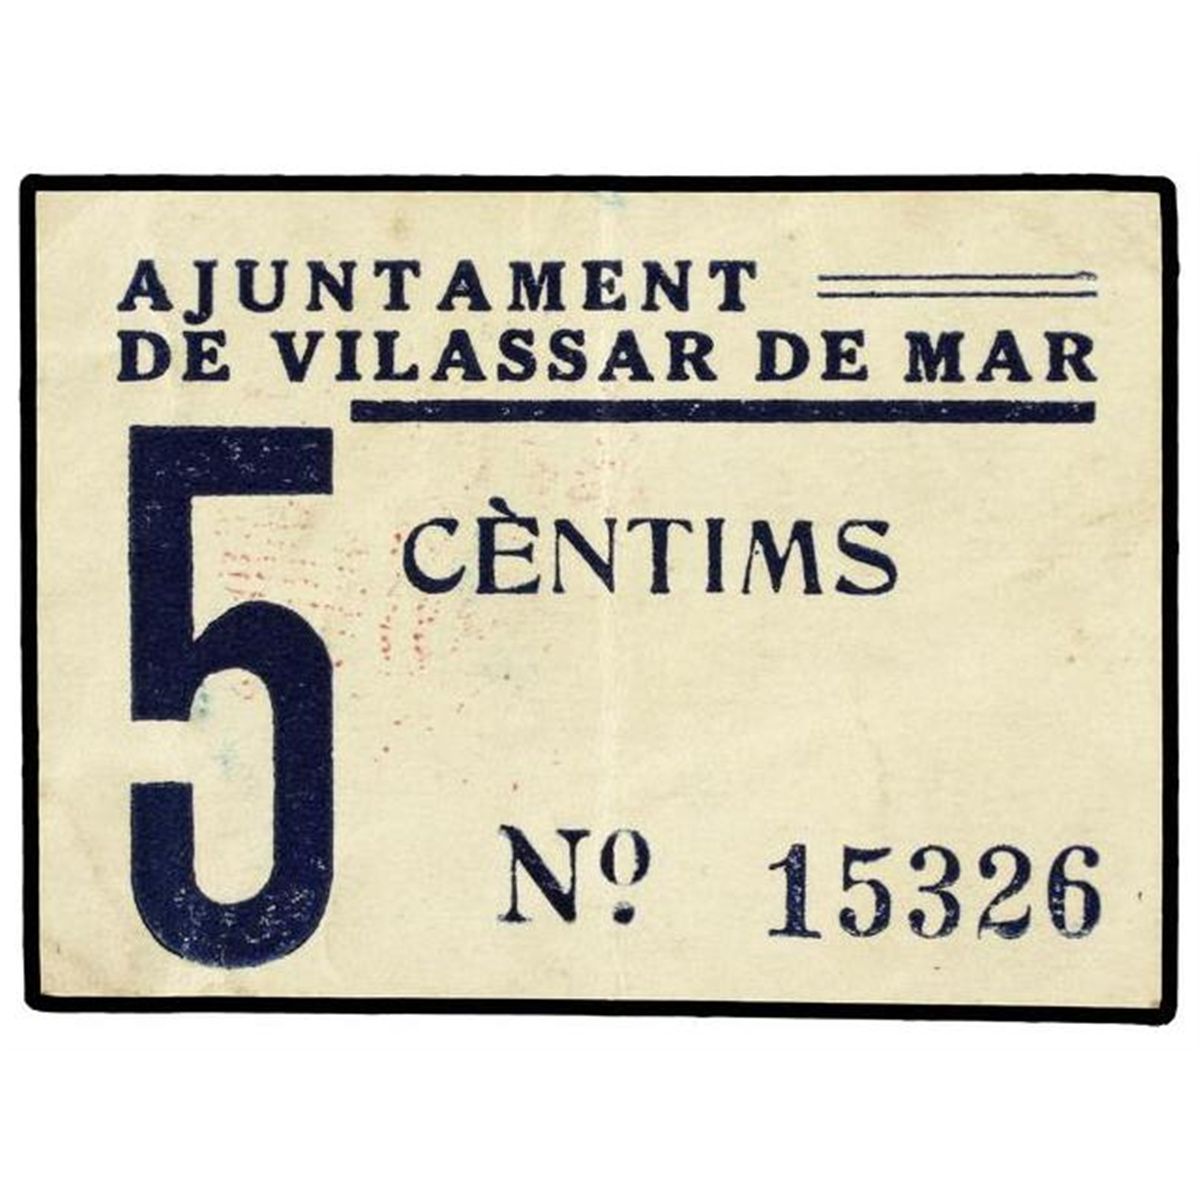 AJUNTAMENT
DE VILASSAR DE MAR
5 CÈNTIMS
Nº 15326